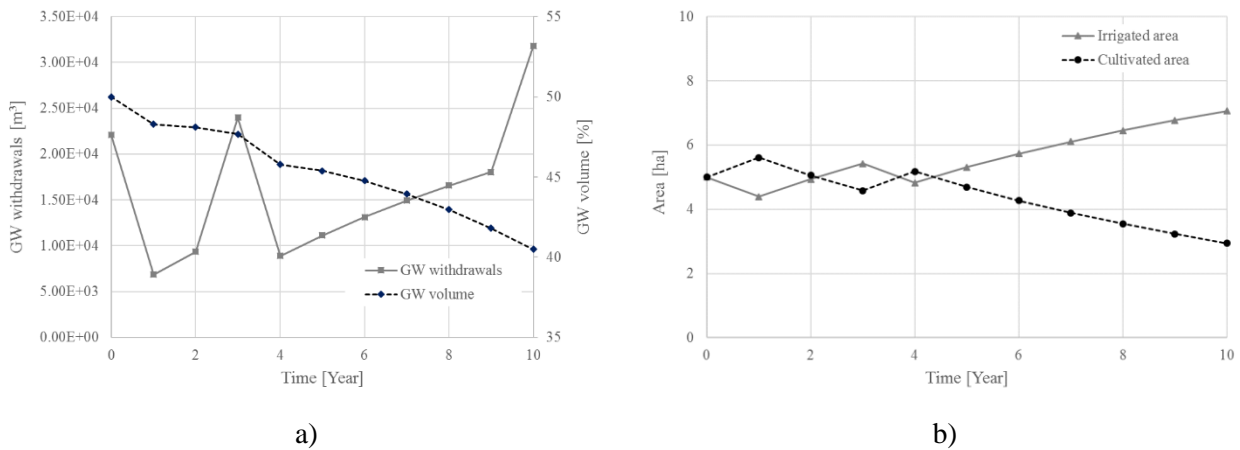 3.50E+04
3.00E+04
2.50E+04
2.00E+04
1.50E+04
1.00E+04
5.00E+03
0.00E+00
GW withdrawals [m³]
55
50
45
40
35
GW volume [%]
GW withdrawals
GW volume
0 2 4 6 8 10
Time [Year]
a)
10
8
6
4
2
0
Area [ha]
Irrigated area
Cultivated area
0 2 4 6 8 10
Time [Year]
b)